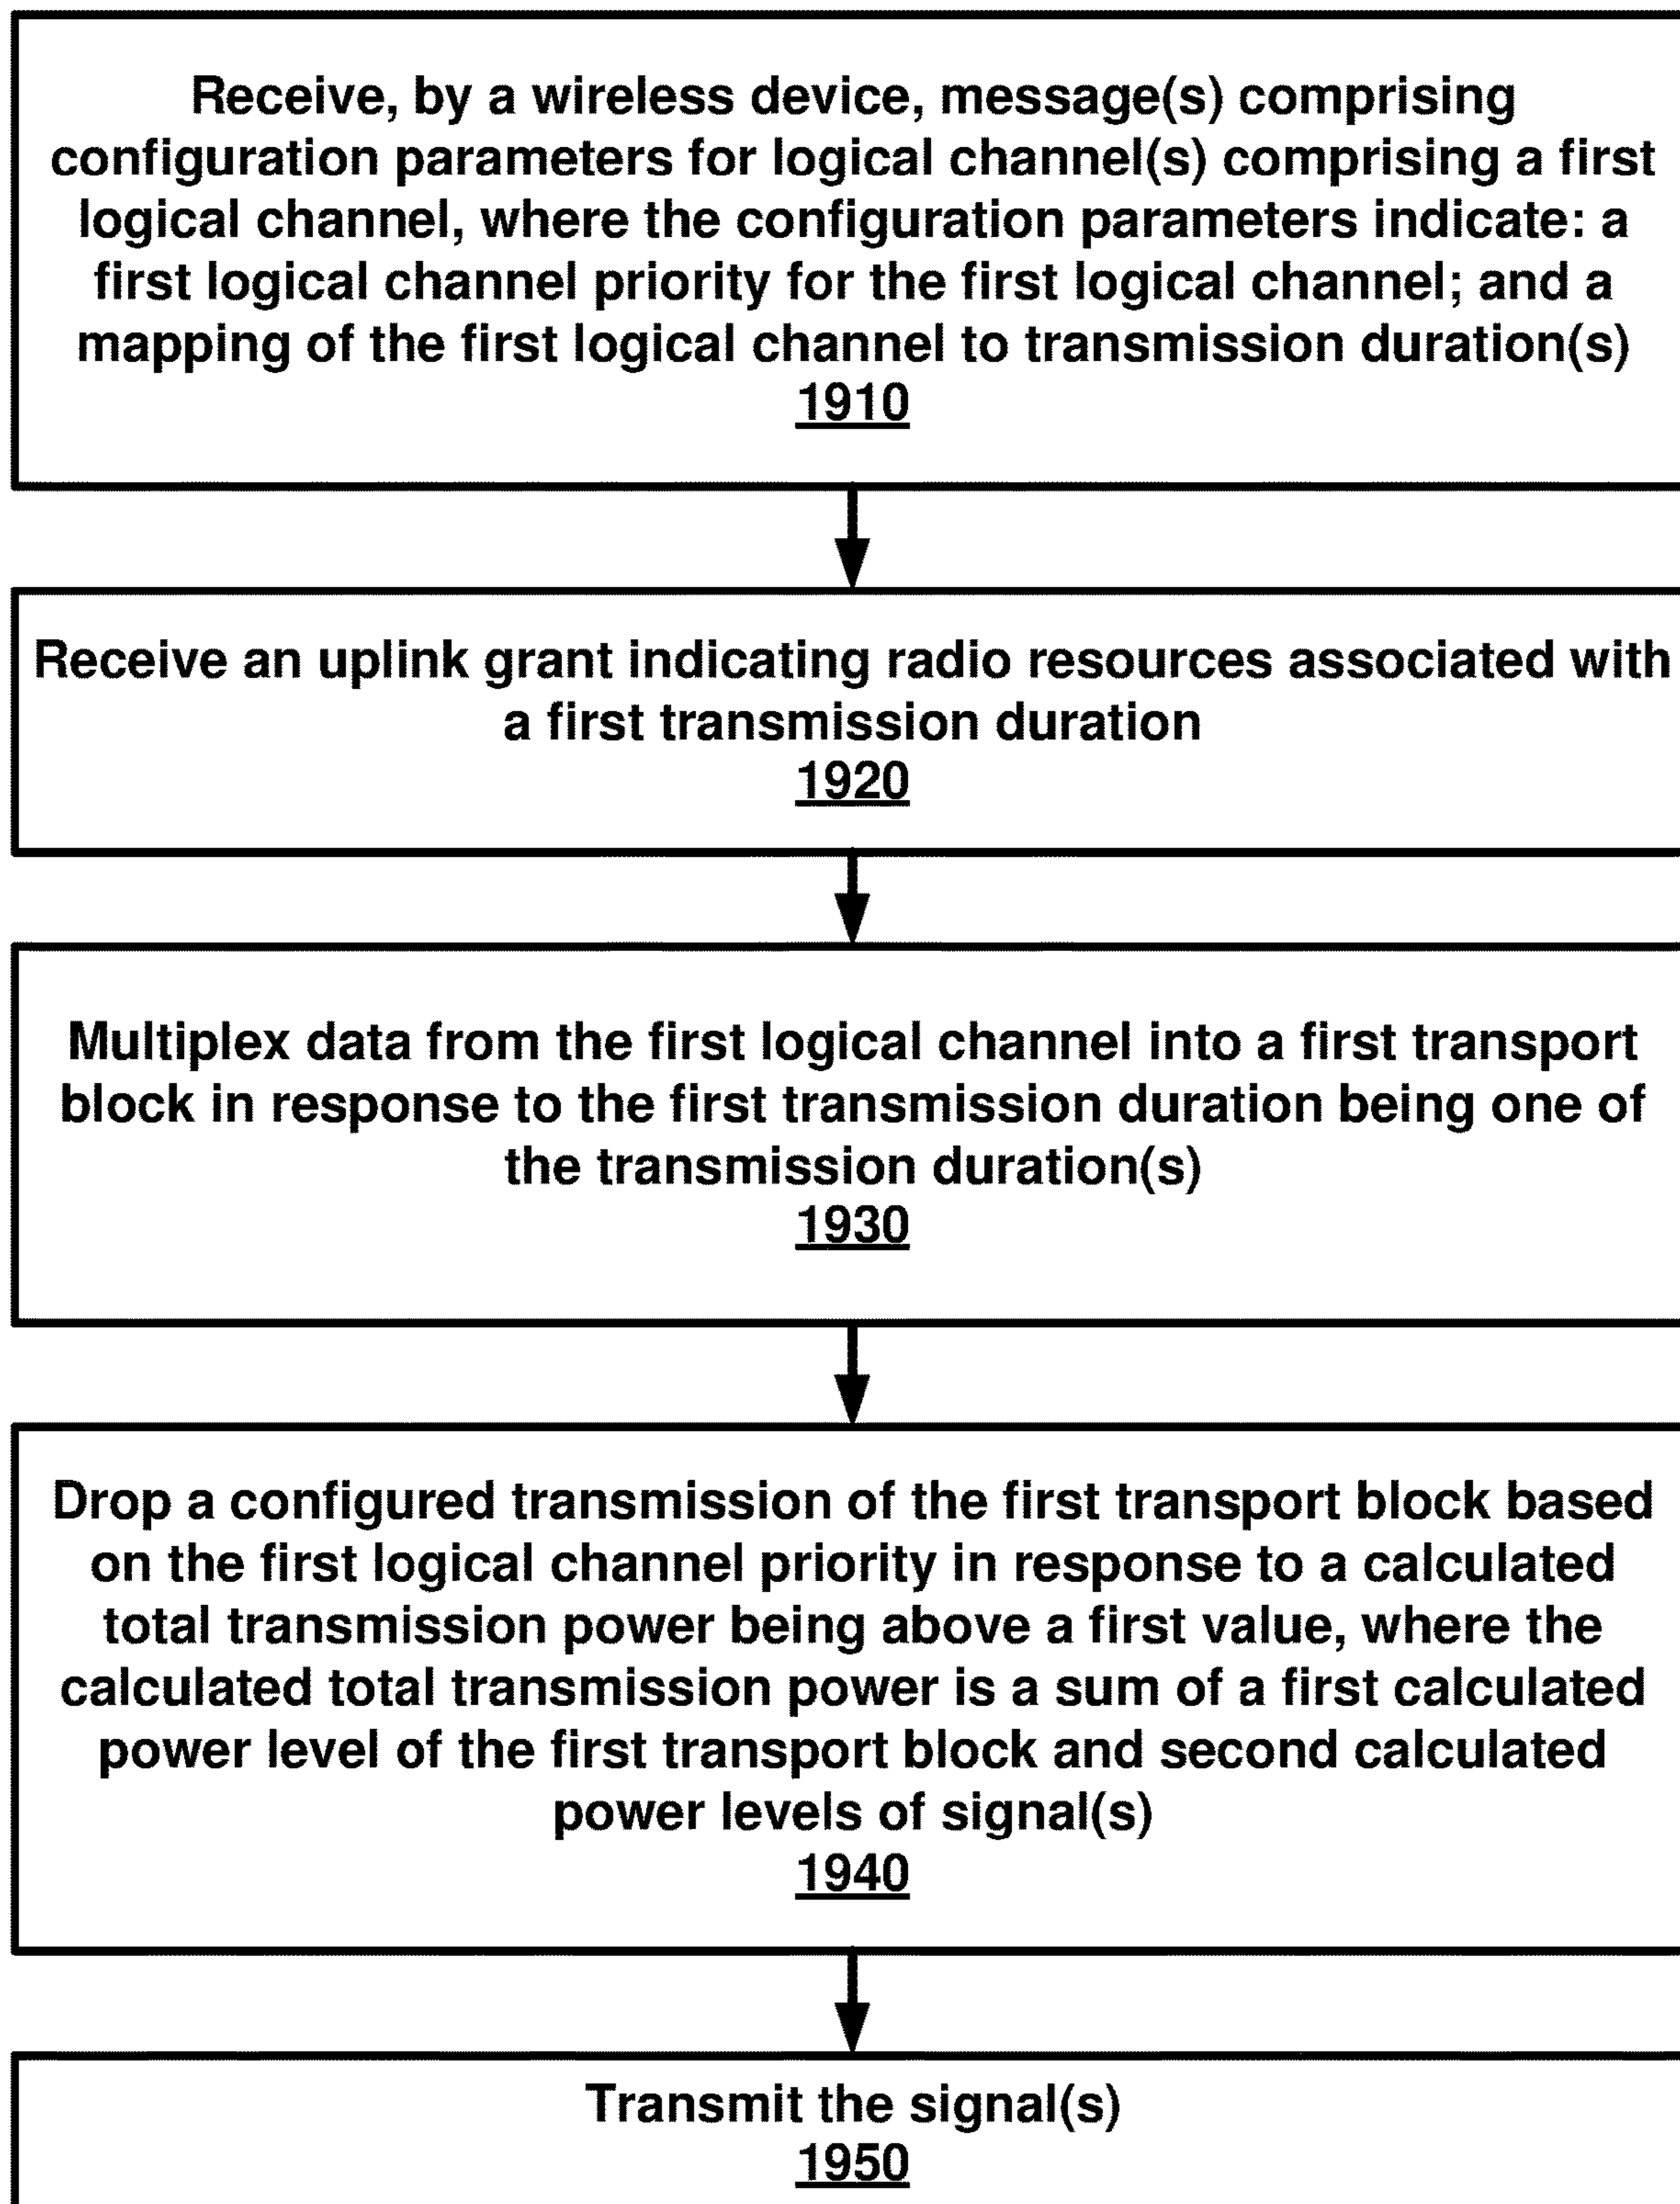 Receive, by a wireless device, message(s) comprising
configuration parameters for logical channel(s) comprising a first
logical channel, where the configuration parameters indicate: a
first logical channel priority for the first logical channel; and a
mapping of the first logical channel to transmission duration(s)
1910
Receive an uplink grant indicating radio resources associated with
a first transmission duration
1920
Multiplex data from the first logical channel into a first transport
block in response to the first transmission duration being one of
the transmission duration(s)
1930
Drop a configured transmission of the first transport block based
on the first logical channel priority in response to a calculated
total transmission power being above a first value, where the
calculated total transmission power is a sum of a first calculated
power level of the first transport block and second calculated
power levels of signal(s)
1940
Transmit the signal(s)
1950